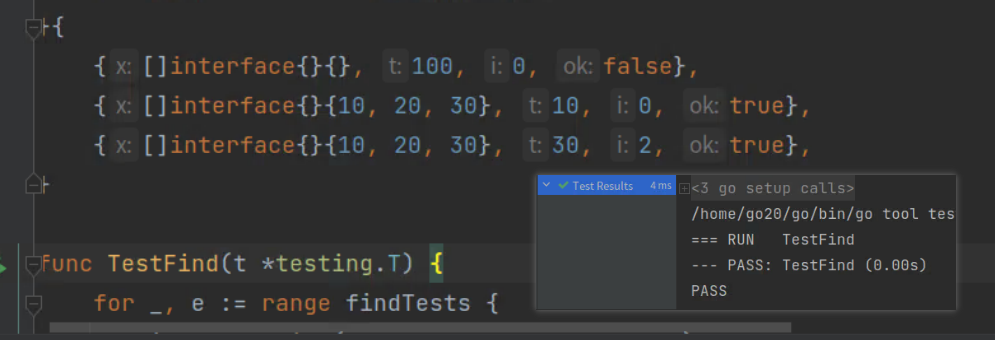 }{
{ x: []interface{}{}, t: 100, i: 0, ok: false},
{ x: []interface{}{10, 20, 30}, t: 10, i: 0, ok: true},
{ x: []interface{}{10, 20, 30}, t: 30, i: 2, ok: true},
}
Test Results 4 ms
<3 go setup calls>
/home/go20/go/bin/go tool tes
=== RUN TestFind
--- PASS: TestFind (0.00s)
PASS
func TestFind(t *testing.T) {
for _, e := range findTests {